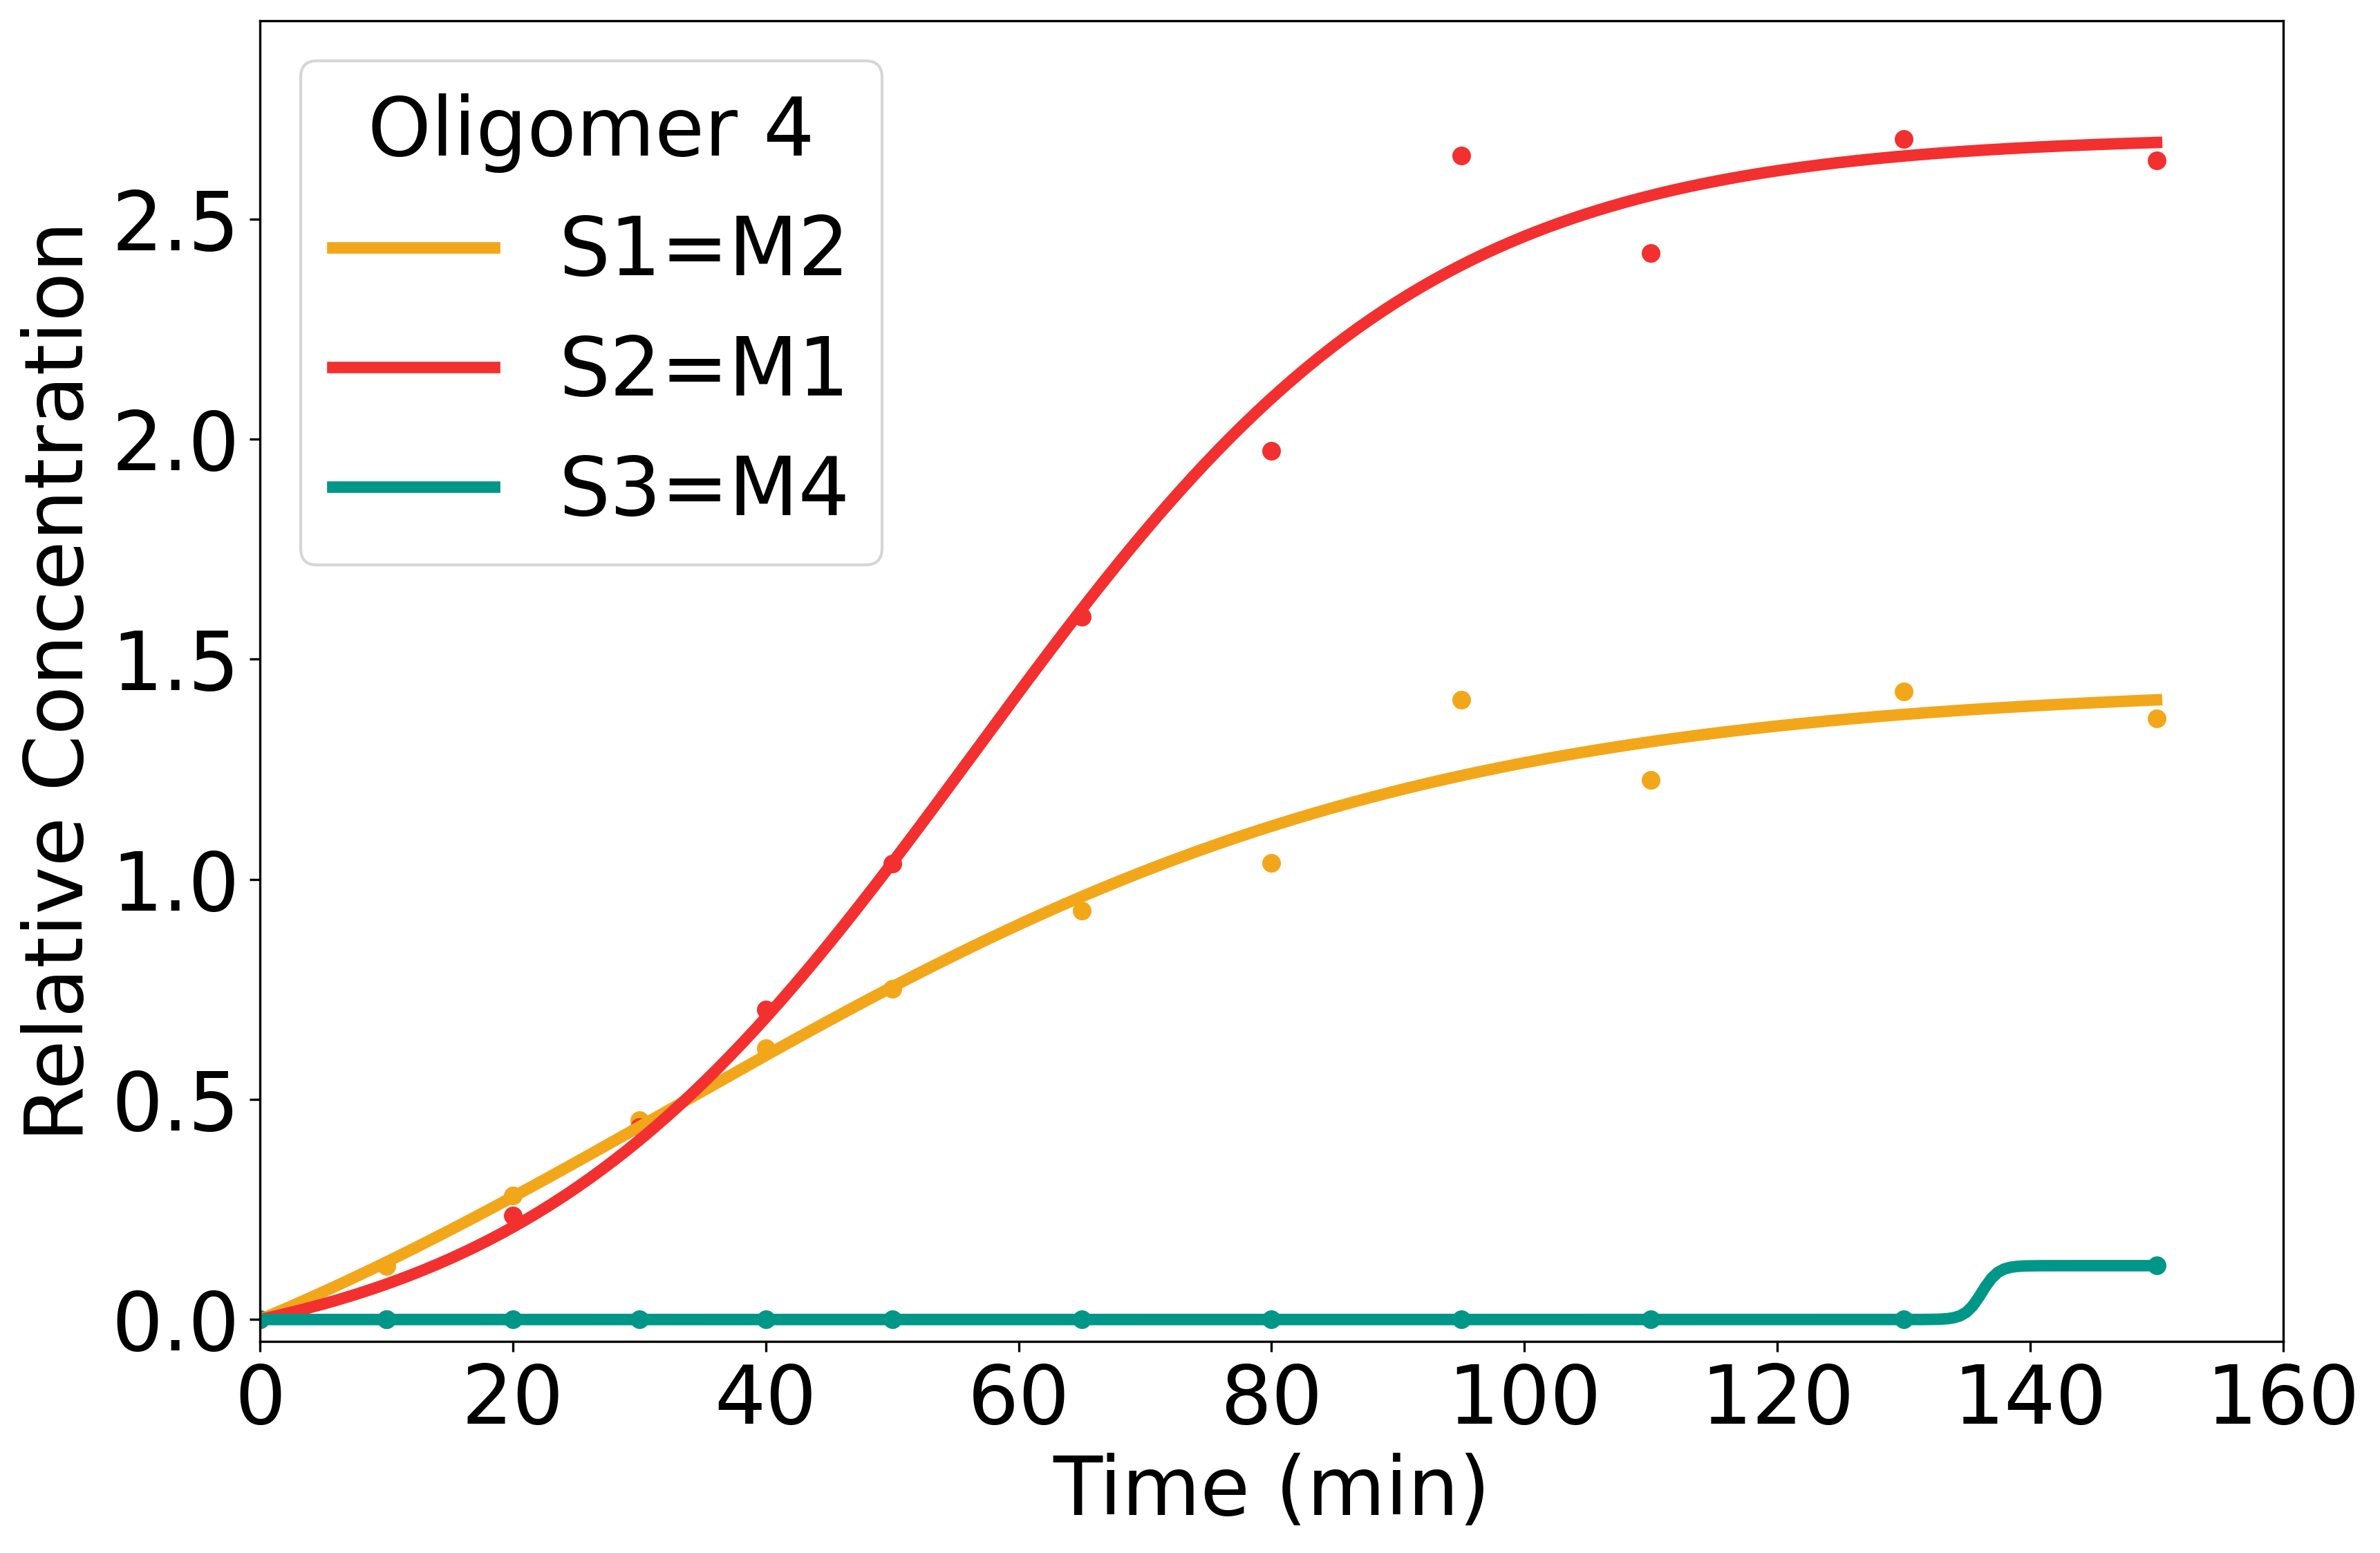 Oligomer 4
S1=M2
S2=M1
S3=M4
Relative Concentration
2.5
2.0
1.5
1.0
0.5
0.0
0 20 40 60 80 100 120 140 160
Time (min)